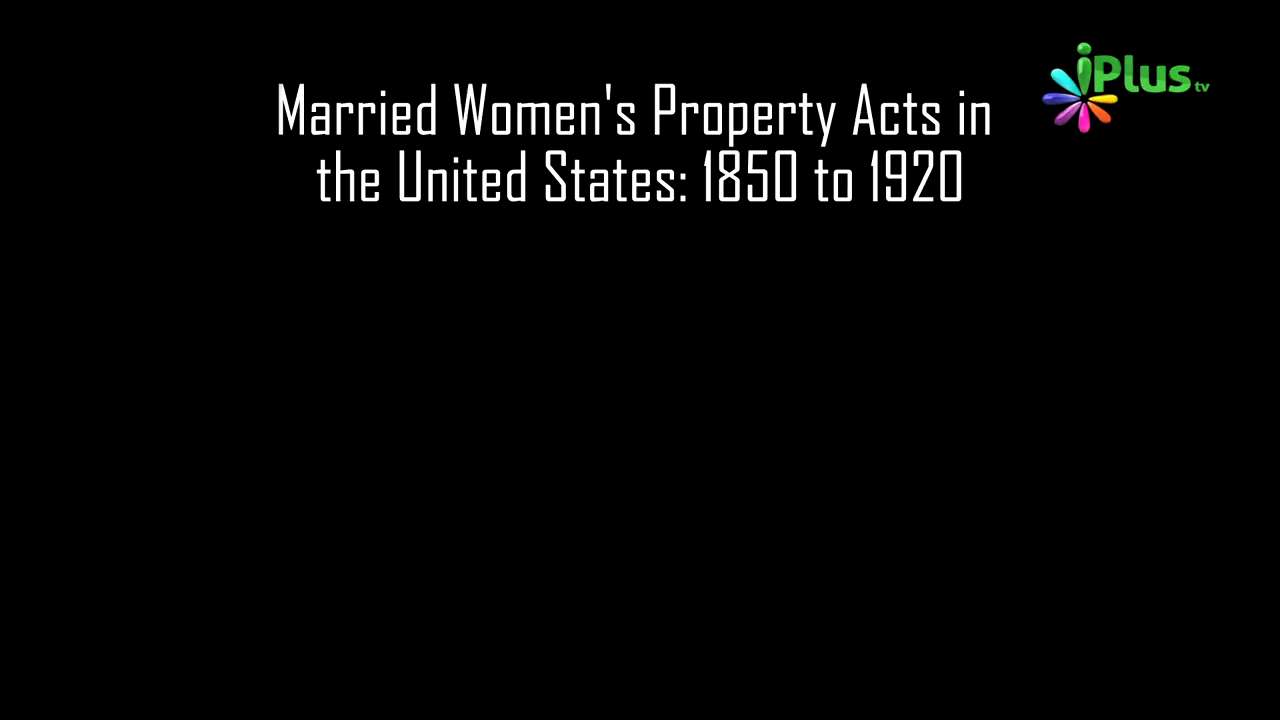 Married Women's Property Acts in
the United States: 1850 to 1920
iPlus tv